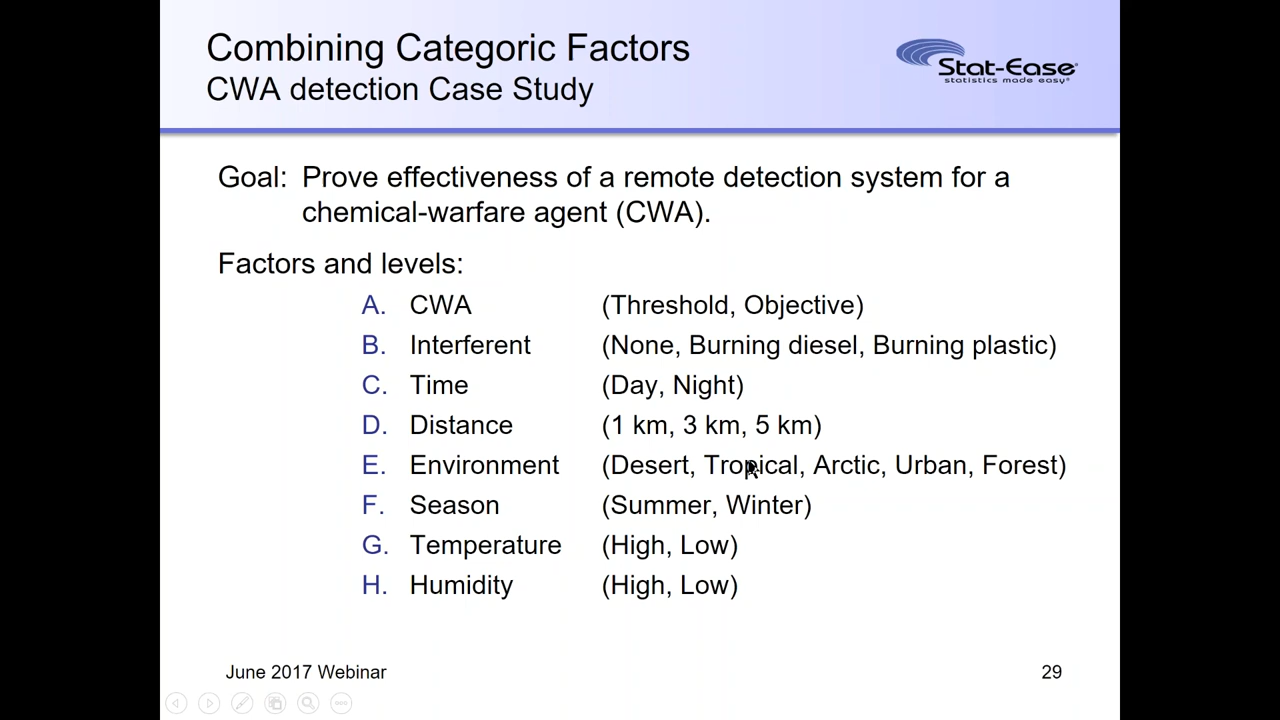 Combining Categoric Factors
CWA detection Case Study
Stat-Ease
statistics made easy®
Goal: Prove effectiveness of a remote detection system for a
chemical-warfare agent (CWA).
Factors and levels:
A. CWA (Threshold, Objective)
B. Interferent (None, Burning diesel, Burning plastic)
C. Time (Day, Night)
D. Distance (1 km, 3 km, 5 km)
E. Environment (Desert, Tropical, Arctic, Urban, Forest)
F. Season (Summer, Winter)
G. Temperature (High, Low)
H. Humidity (High, Low)
June 2017 Webinar 29